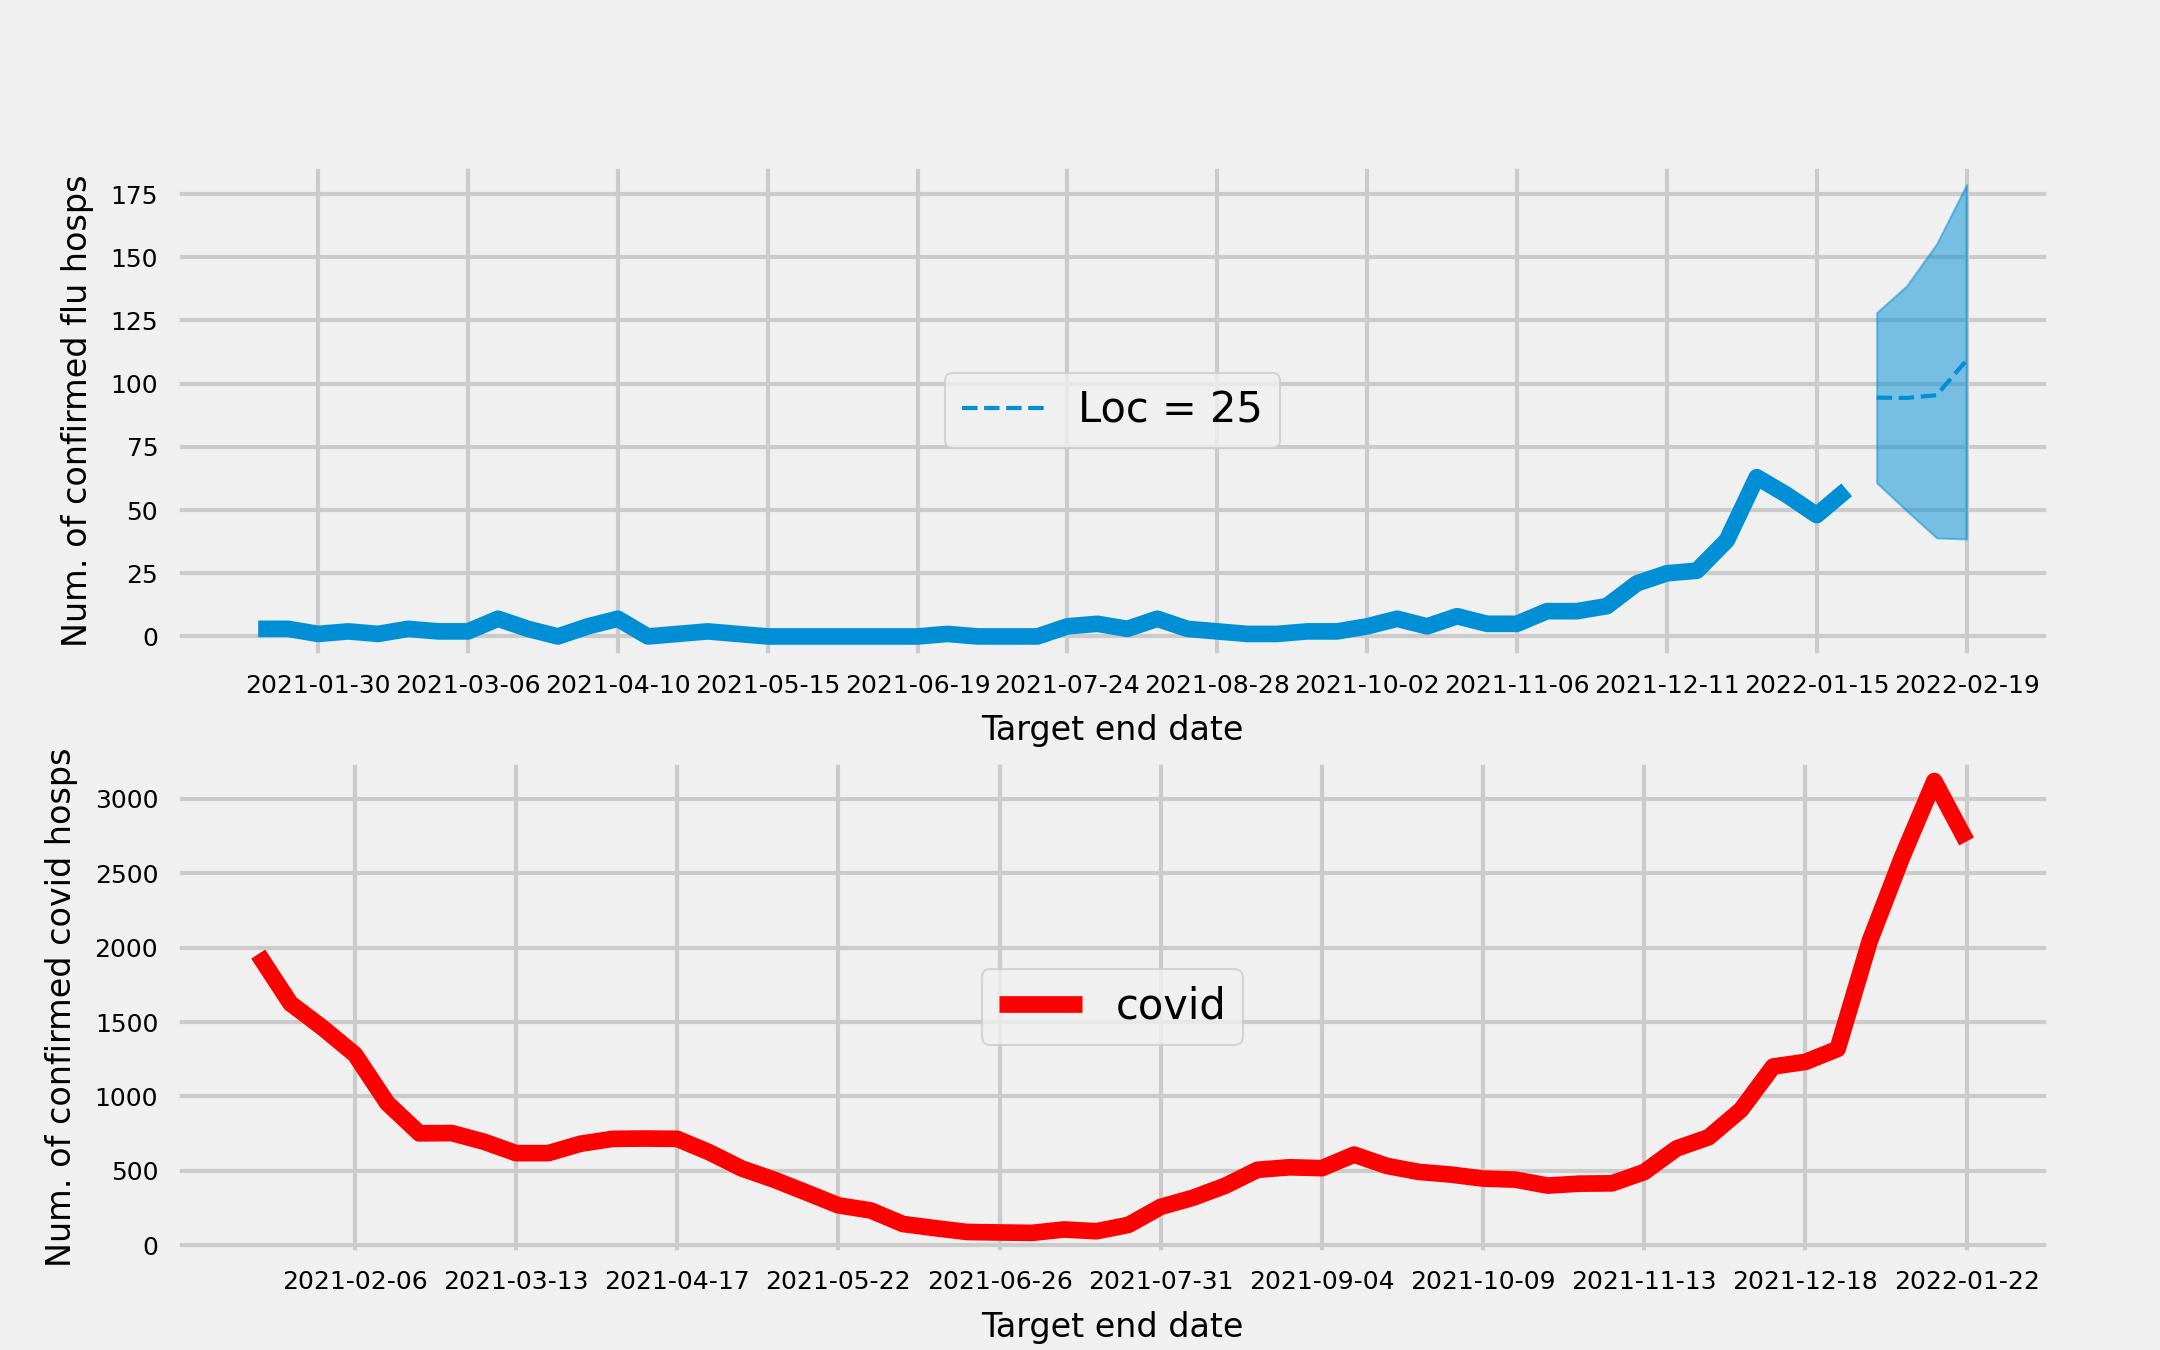 Num. of confirmed flu hosps
175
150
125
100
75
50
25
0
Loc = 25
2021-01-30 2021-03-06 2021-04-10 2021-05-15 2021-06-19 2021-07-24 2021-08-28 2021-10-02 2021-11-06 2021-12-11 2022-01-15 2022-02-19
Target end date
Num. of confirmed covid hosps
3000
2500
2000
1500
1000
500
0
covid
2021-02-06 2021-03-13 2021-04-17 2021-05-22 2021-06-26 2021-07-31 2021-09-04 2021-10-09 2021-11-13 2021-12-18 2022-01-22
Target end date